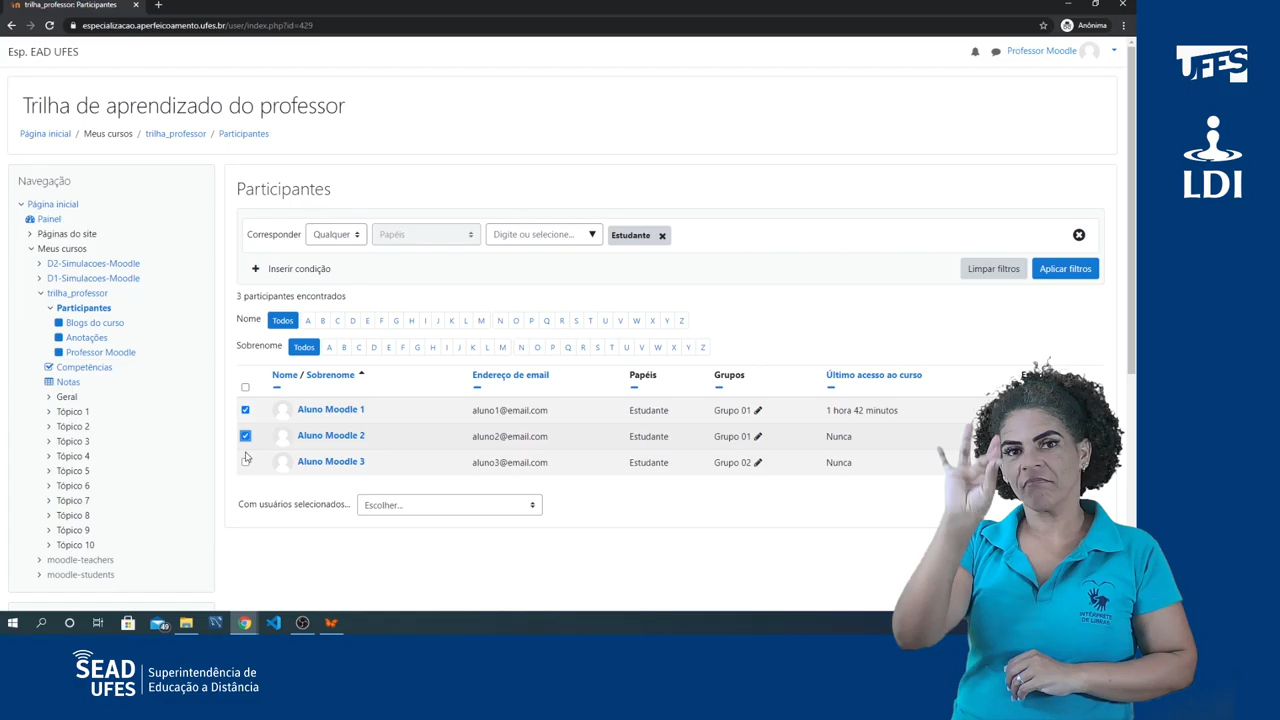 trilha_professor: Participantes
especializacao.aperfeicoamento.ufes.br/user/index.php?id=429
Anônima
Esp. EAD UFES
Professor Moodle
Trilha de aprendizado do professor
Página inicial / Meus cursos / trilha_professor / Participantes
Navegação
Página inicial
Painel
Páginas do site
Meus cursos
D2-Simulacoes-Moodle
D1-Simulacoes-Moodle
trilha_professor
Participantes
Blogs do curso
Anotações
Professor Moodle
Competências
Notas
Geral
Tópico 1
Tópico 2
Tópico 3
Tópico 4
Tópico 5
Tópico 6
Tópico 7
Tópico 8
Tópico 9
Tópico 10
moodle-teachers
moodle-students
Participantes
Corresponder Qualquer Papéis Digite ou selecione... Estudante
Inserir condição Limpar filtros Aplicar filtros
3 participantes encontrados
Nome Todos A B C D E F G H I J K L M N O P Q R S T U V W X Y Z
Sobrenome Todos A B C D E F G H I J K L M N O P Q R S T U V W X Y Z
Nome / Sobrenome Endereço de email Papéis Grupos Último acesso ao curso
Aluno Moodle 1 aluno1@email.com Estudante Grupo 01 1 hora 42 minutos
Aluno Moodle 2 aluno2@email.com Estudante Grupo 01 Nunca
Aluno Moodle 3 aluno3@email.com Estudante Grupo 02 Nunca
Com usuários selecionados... Escolher...
49
UFES
LDI
INTÉRPRETE
DE LIBRAS
SEAD
UFES
Superintendência de
Educação a Distância